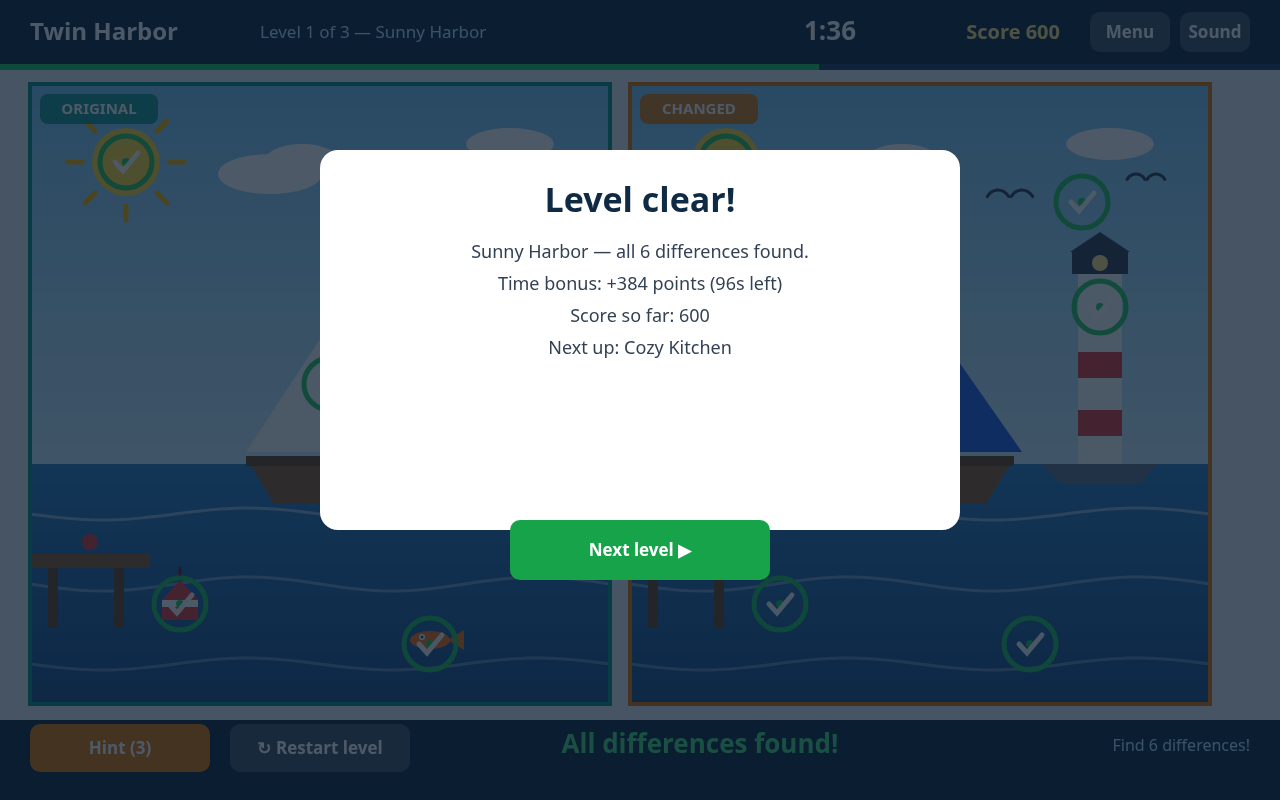 Twin Harbor
Level 1 of 3 — Sunny Harbor
1:36
Score 600
Menu
Sound
ORIGINAL
CHANGED
Level clear!
Sunny Harbor — all 6 differences found.
Time bonus: +384 points (96s left)
Score so far: 600
Next up: Cozy Kitchen
Next level ▶
Hint (3)
↻ Restart level
All differences found!
Find 6 differences!